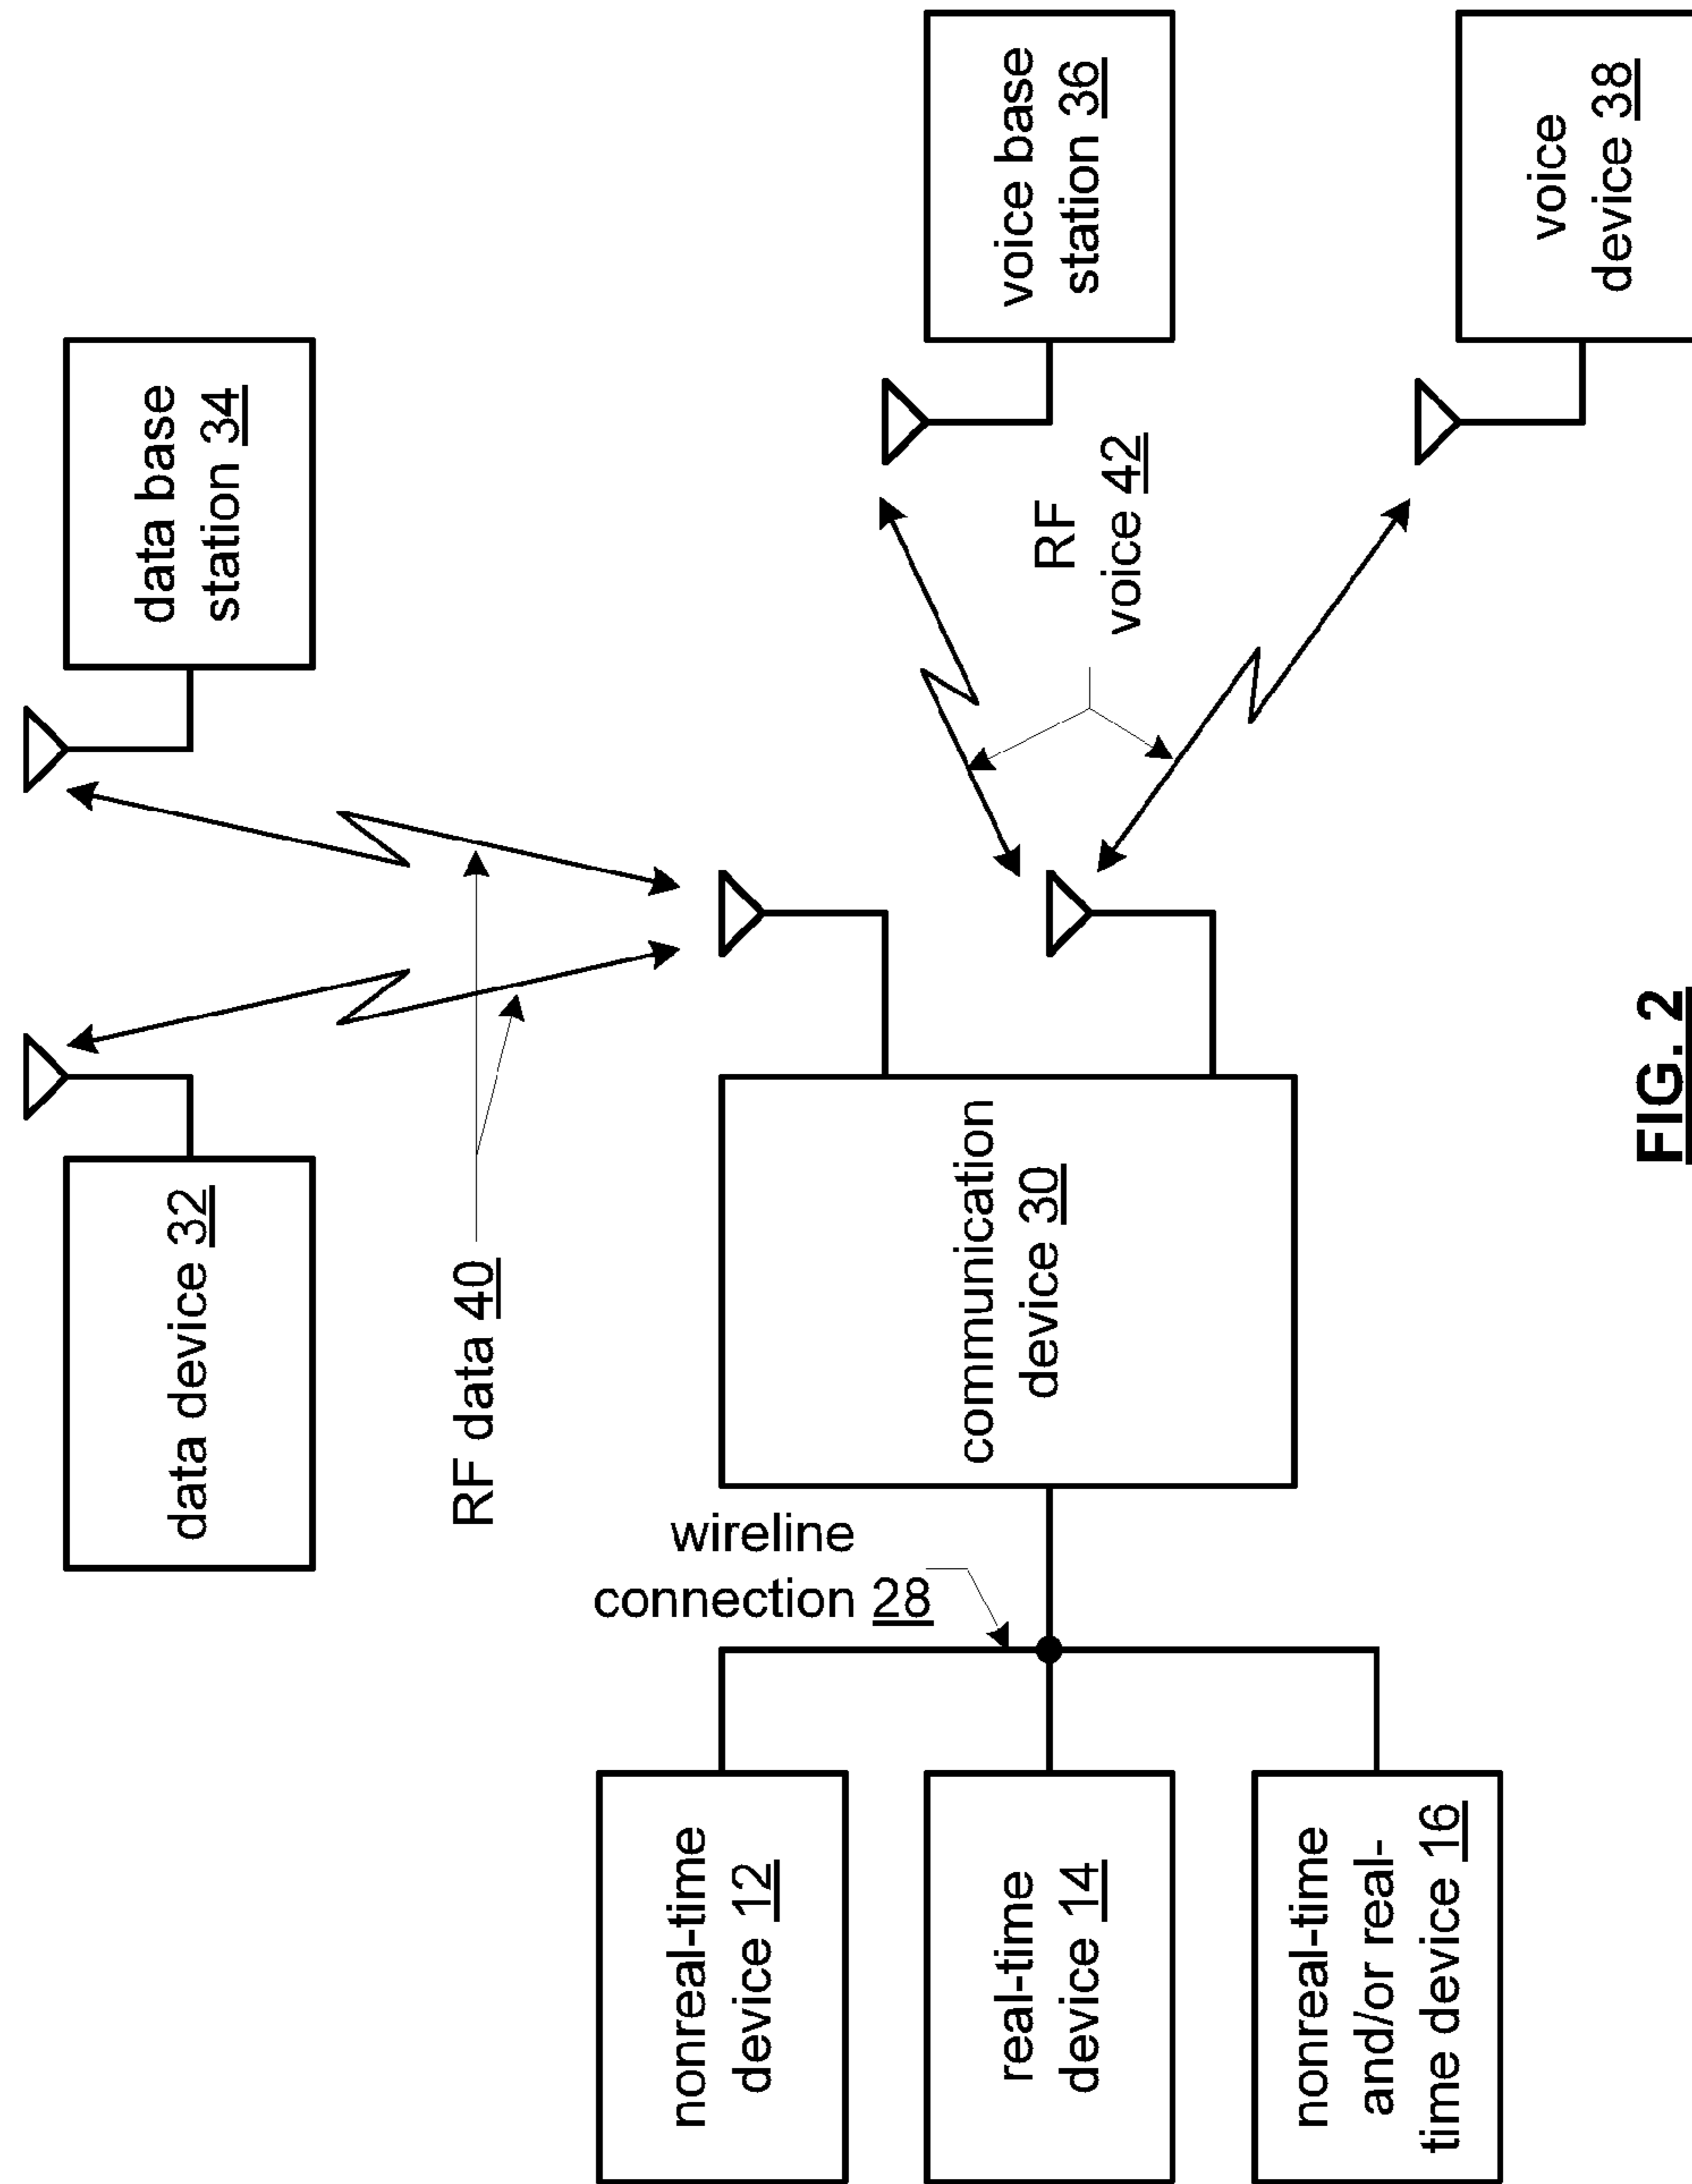 data device 32
data base
station 34
RF data 40
wireline
connection 28
nonreal-time
device 12
communication
device 30
voice base
station 36
RF
voice 42
real-time
device 14
nonreal-time
and/or real-
time device 16
voice
device 38
FIG. 2